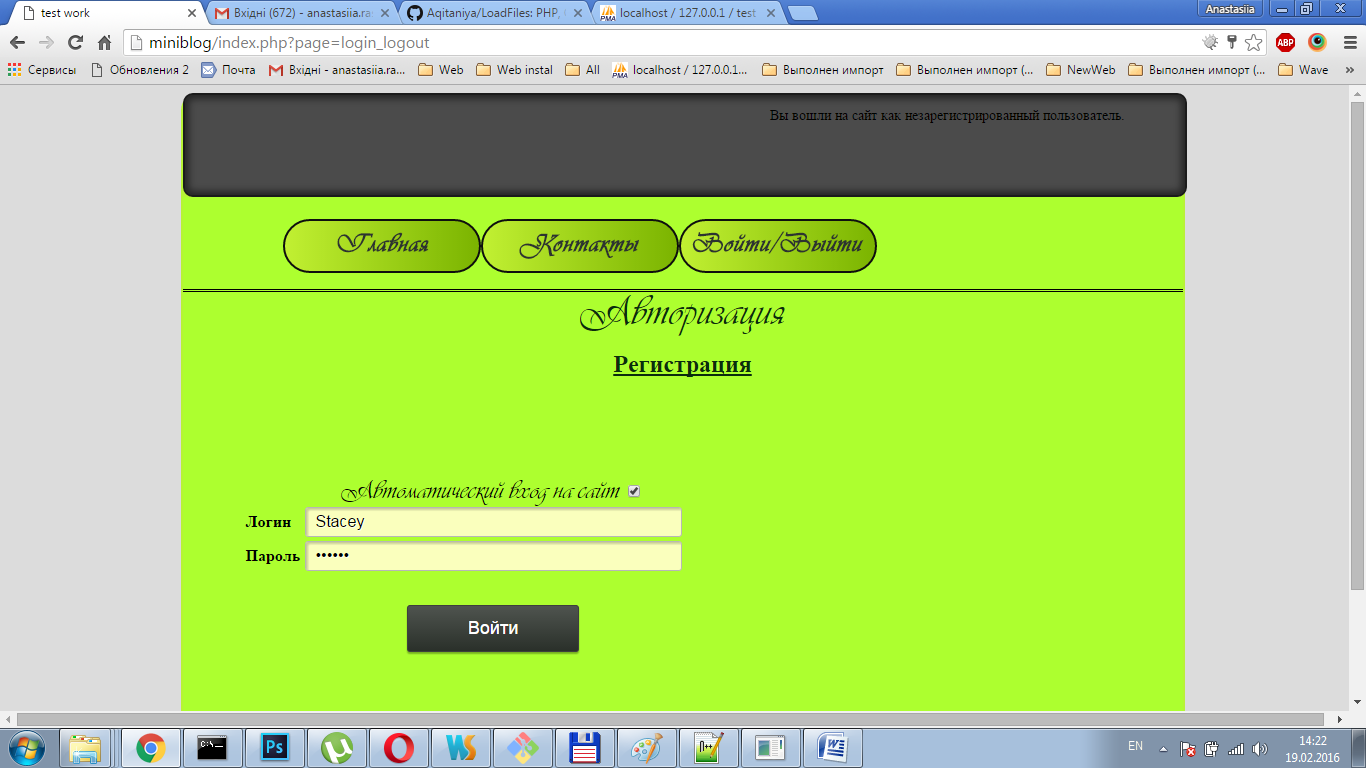 test work
Вхідні (672) - anastasiia.ra
Aqitaniya/LoadFiles: PHP,
localhost / 127.0.0.1 / test
Anastasiia
miniblog/index.php?page=login_logout
ABP
Сервисы
Обновления 2
Почта
Вхідні - anastasiia.ra...
Web
Web instal
All
localhost / 127.0.0.1...
Выполнен импорт
Выполнен импорт (...
NewWeb
Выполнен импорт (...
Wave
»
Вы вошли на сайт как незарегистрированный пользователь.
Главная
Контакты
Войти/Выйти
Авторизация
Регистрация
Автоматический вход на сайт
Логин
Stacey
Пароль
••••••
Войти
EN
14:22
19.02.2016